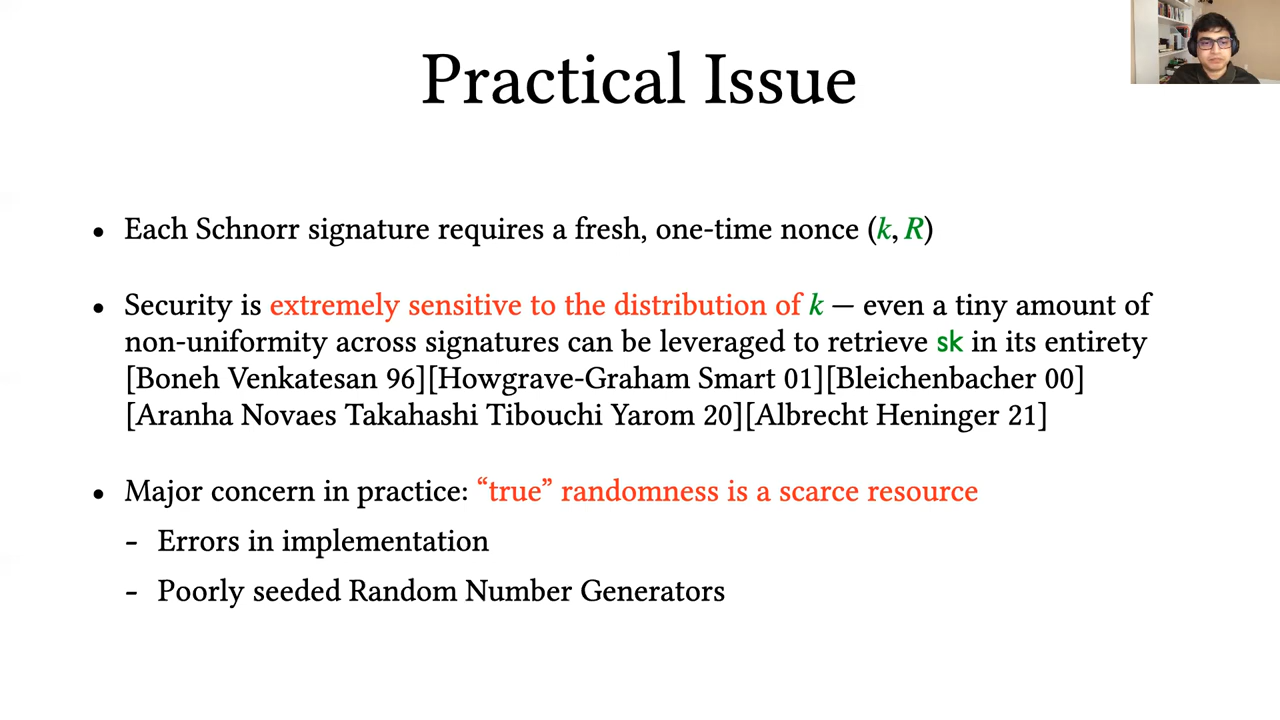 Practical Issue
• Each Schnorr signature requires a fresh, one-time nonce (k, R)
• Security is extremely sensitive to the distribution of k — even a tiny amount of
non-uniformity across signatures can be leveraged to retrieve sk in its entirety
[Boneh Venkatesan 96][Howgrave-Graham Smart 01][Bleichenbacher 00]
[Aranha Novaes Takahashi Tibouchi Yarom 20][Albrecht Heninger 21]
• Major concern in practice: “true” randomness is a scarce resource
- Errors in implementation
- Poorly seeded Random Number Generators